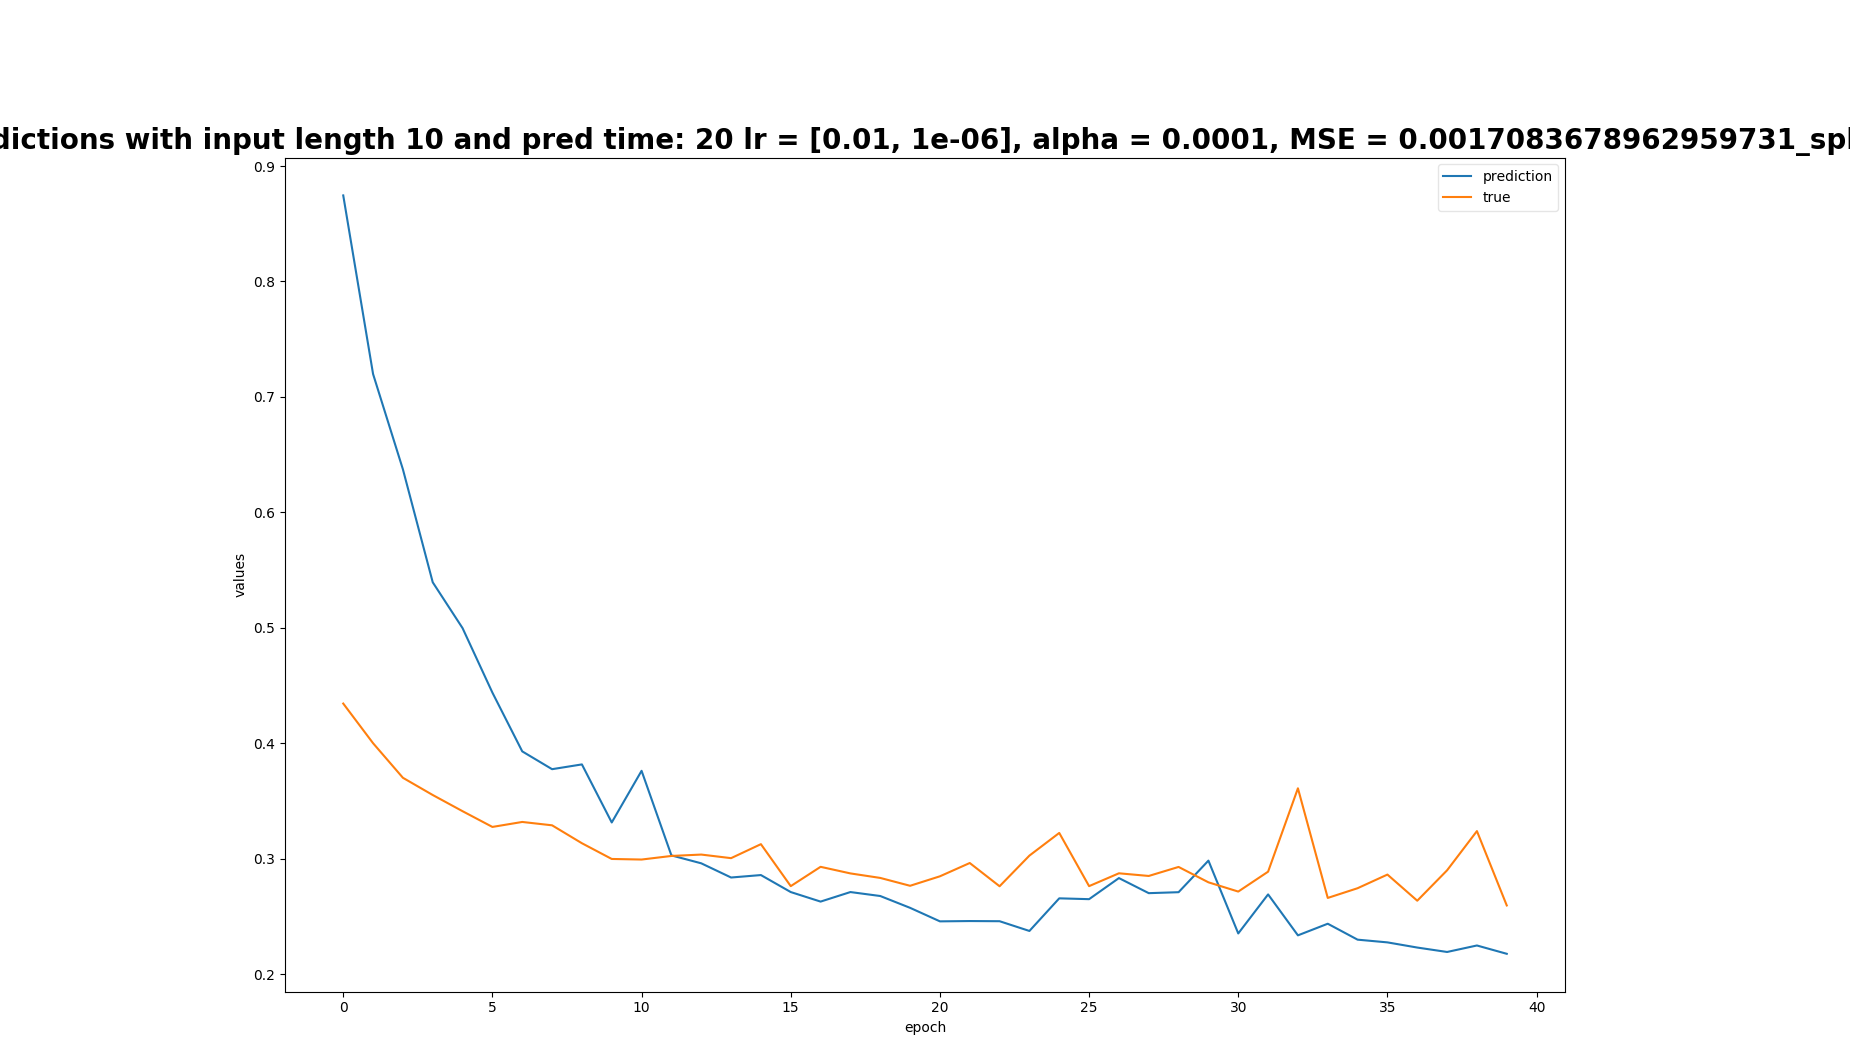 dictions with input length 10 and pred time: 20 lr = [0.01, 1e-06], alpha = 0.0001, MSE = 0.0017083678962959731_spl
prediction
true
0.9
0.8
0.7
0.6
0.5
0.4
0.3
0.2
values
0 5 10 15 20 25 30 35 40
epoch